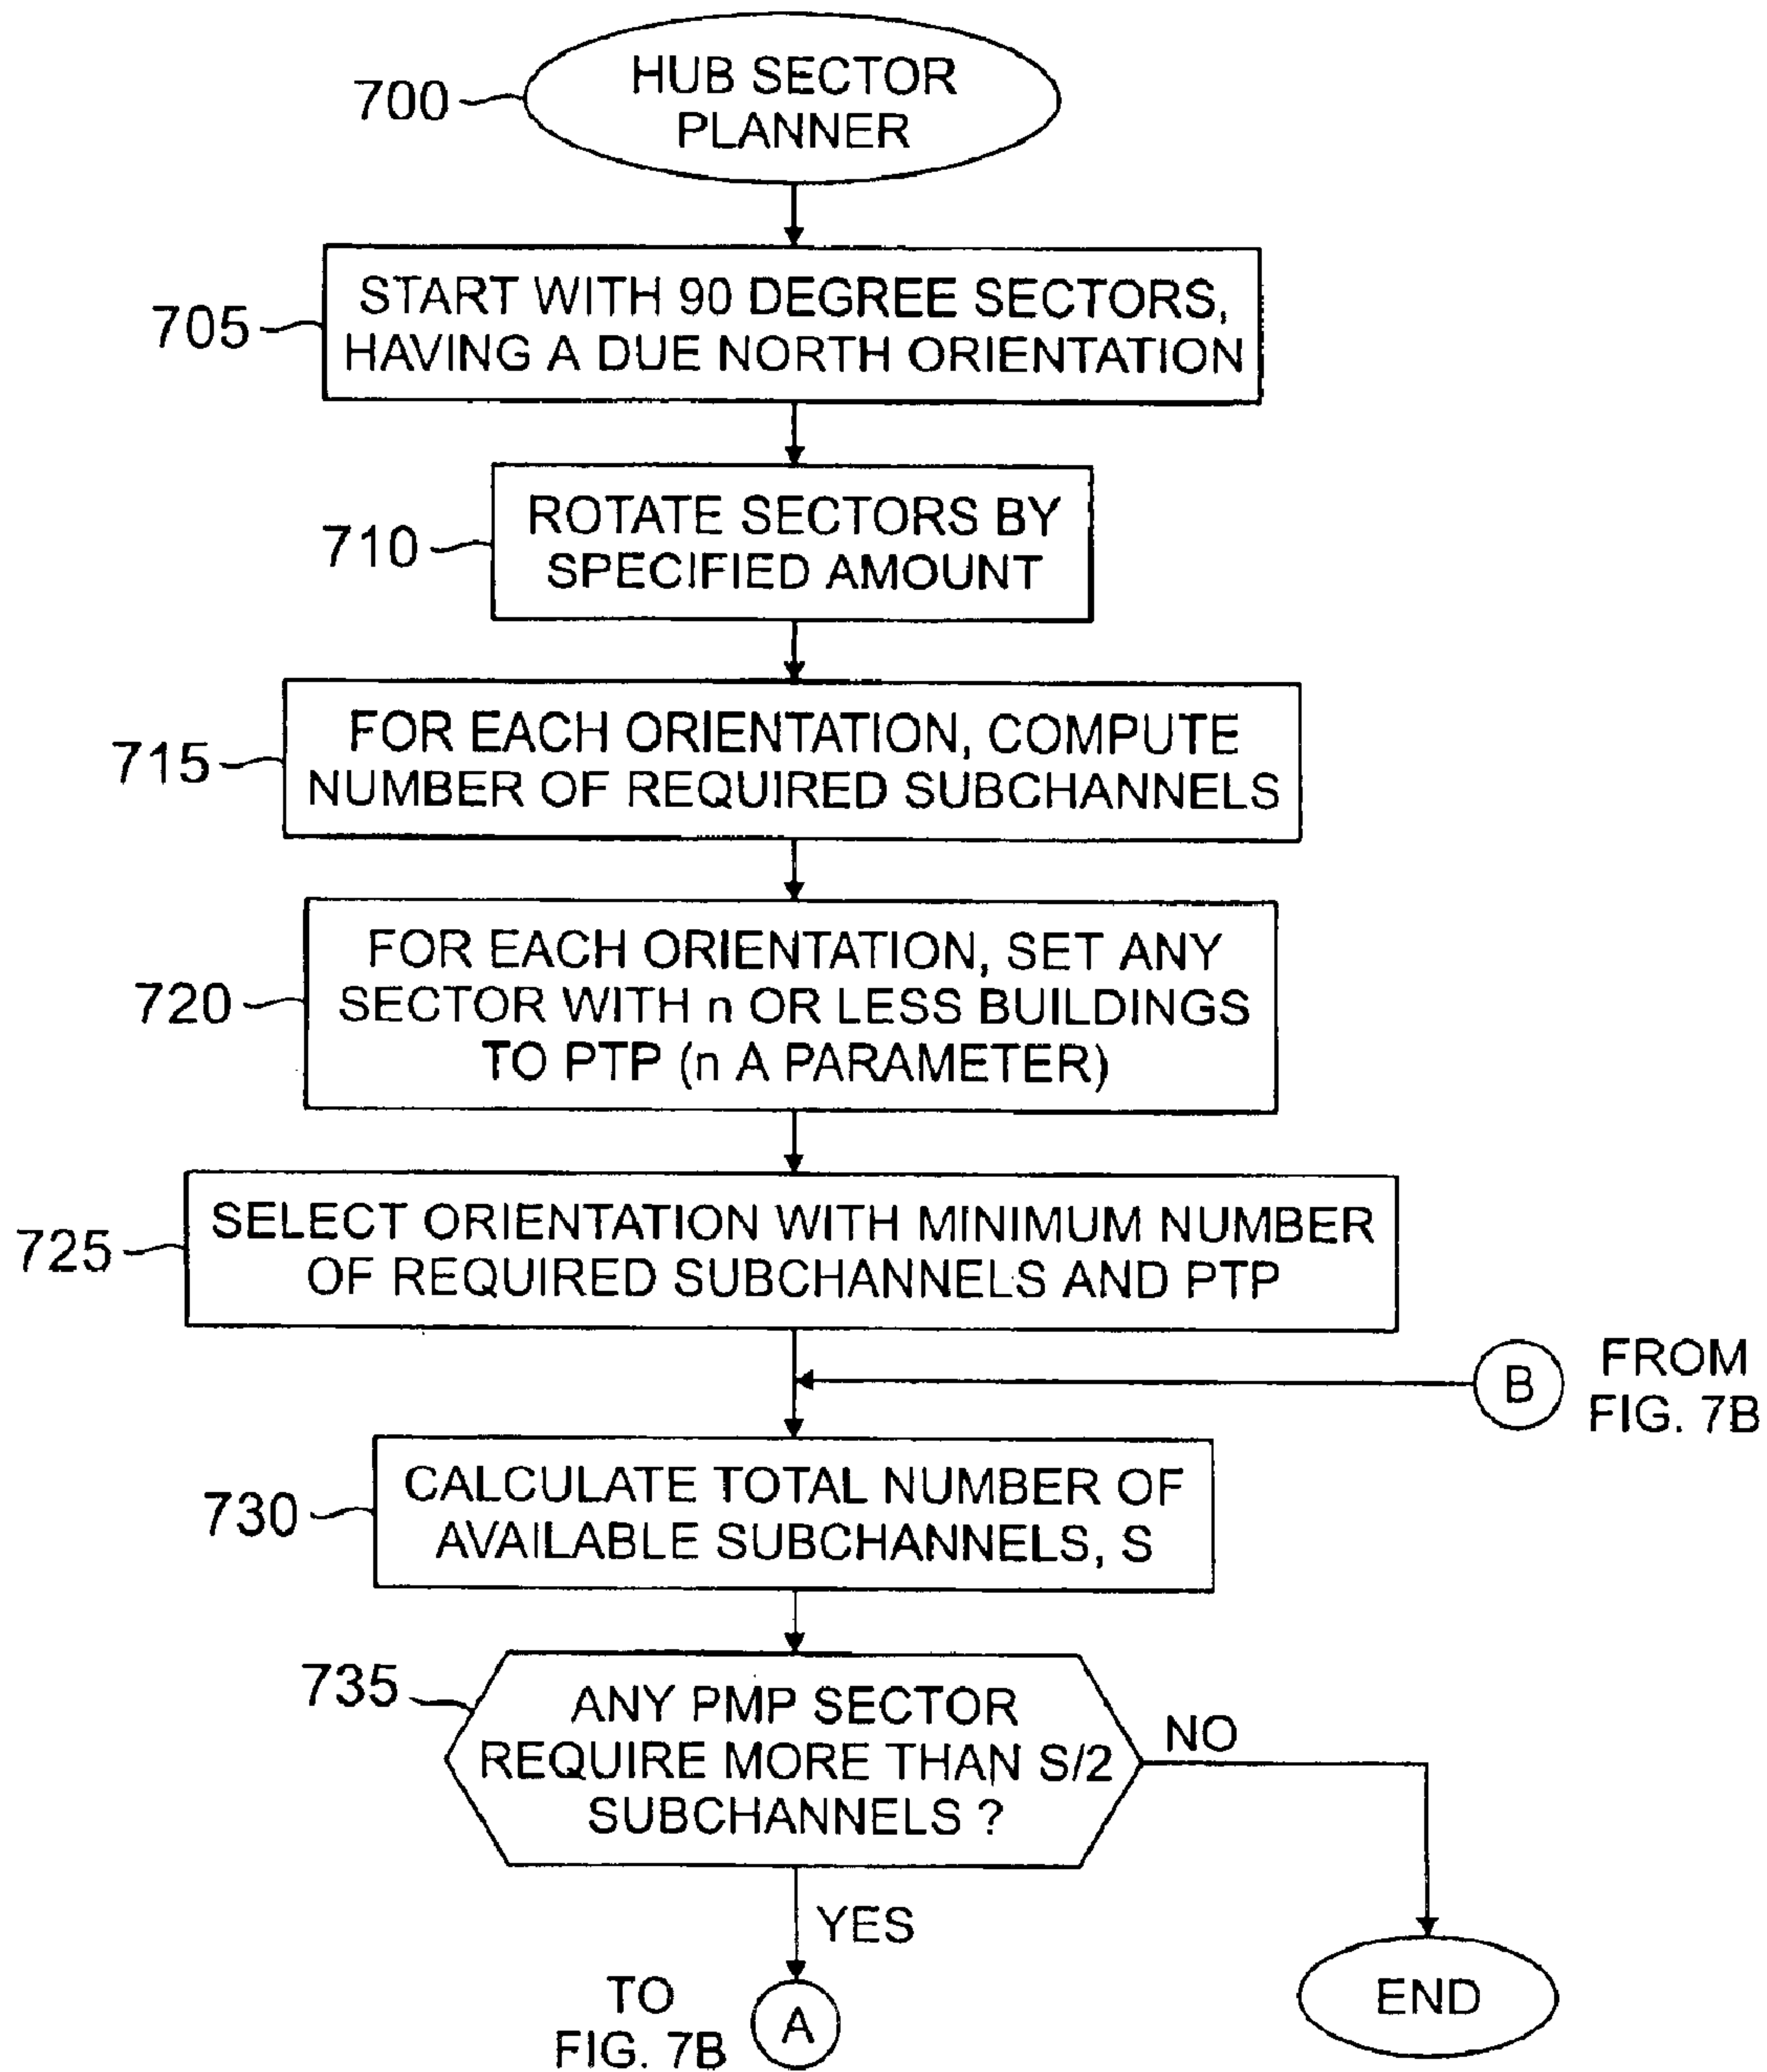 700
HUB SECTOR
PLANNER
705
START WITH 90 DEGREE SECTORS,
HAVING A DUE NORTH ORIENTATION
710
ROTATE SECTORS BY
SPECIFIED AMOUNT
715
FOR EACH ORIENTATION, COMPUTE
NUMBER OF REQUIRED SUBCHANNELS
720
FOR EACH ORIENTATION, SET ANY
SECTOR WITH n OR LESS BUILDINGS
TO PTP (n A PARAMETER)
725
SELECT ORIENTATION WITH MINIMUM NUMBER
OF REQUIRED SUBCHANNELS AND PTP
B
FROM
FIG. 7B
730
CALCULATE TOTAL NUMBER OF
AVAILABLE SUBCHANNELS, S
735
ANY PMP SECTOR
REQUIRE MORE THAN S/2
SUBCHANNELS ?
NO
YES
TO
FIG. 7B
A
END